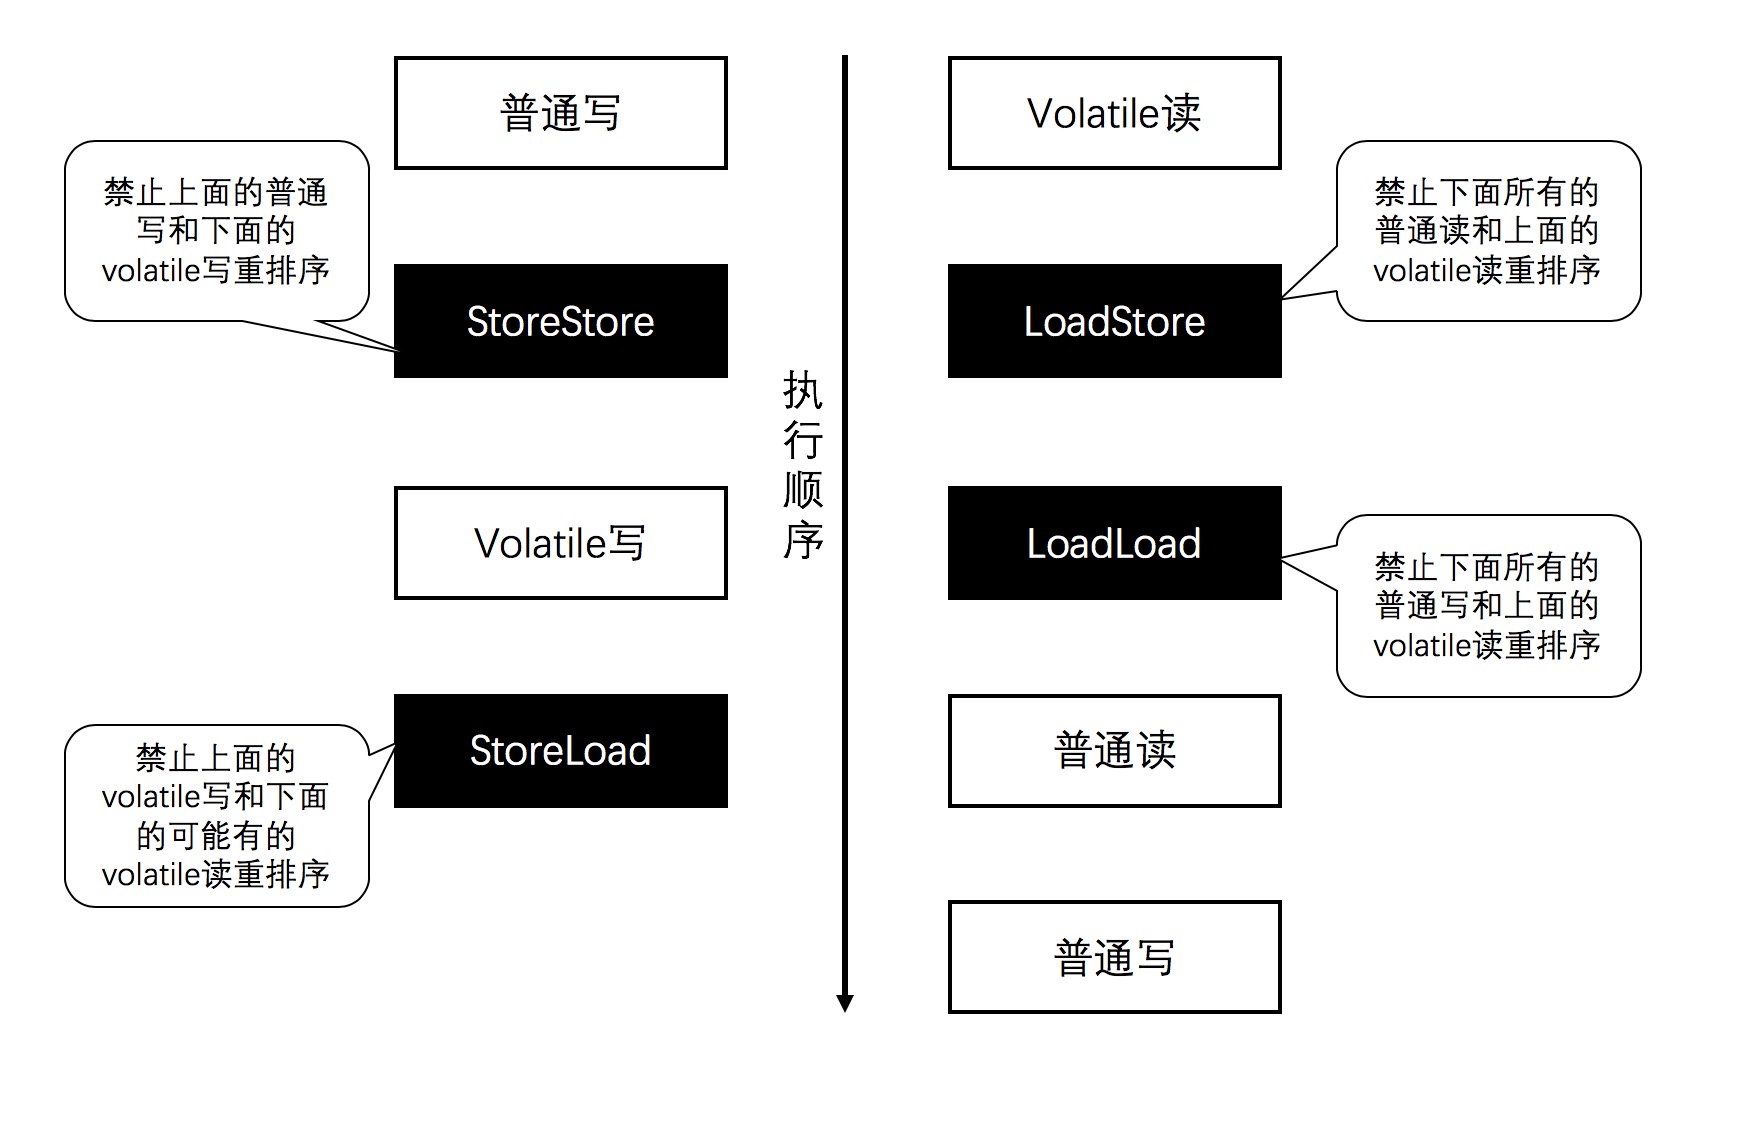 普通写
禁止上面的普通
写和下面的
volatile写重排序
StoreStore
Volatile写
StoreLoad
禁止上面的
volatile写和下面
的可能有的
volatile读重排序
执
行
顺
序
Volatile读
LoadStore
禁止下面所有的
普通读和上面的
volatile读重排序
LoadLoad
禁止下面所有的
普通写和上面的
volatile读重排序
普通读
普通写